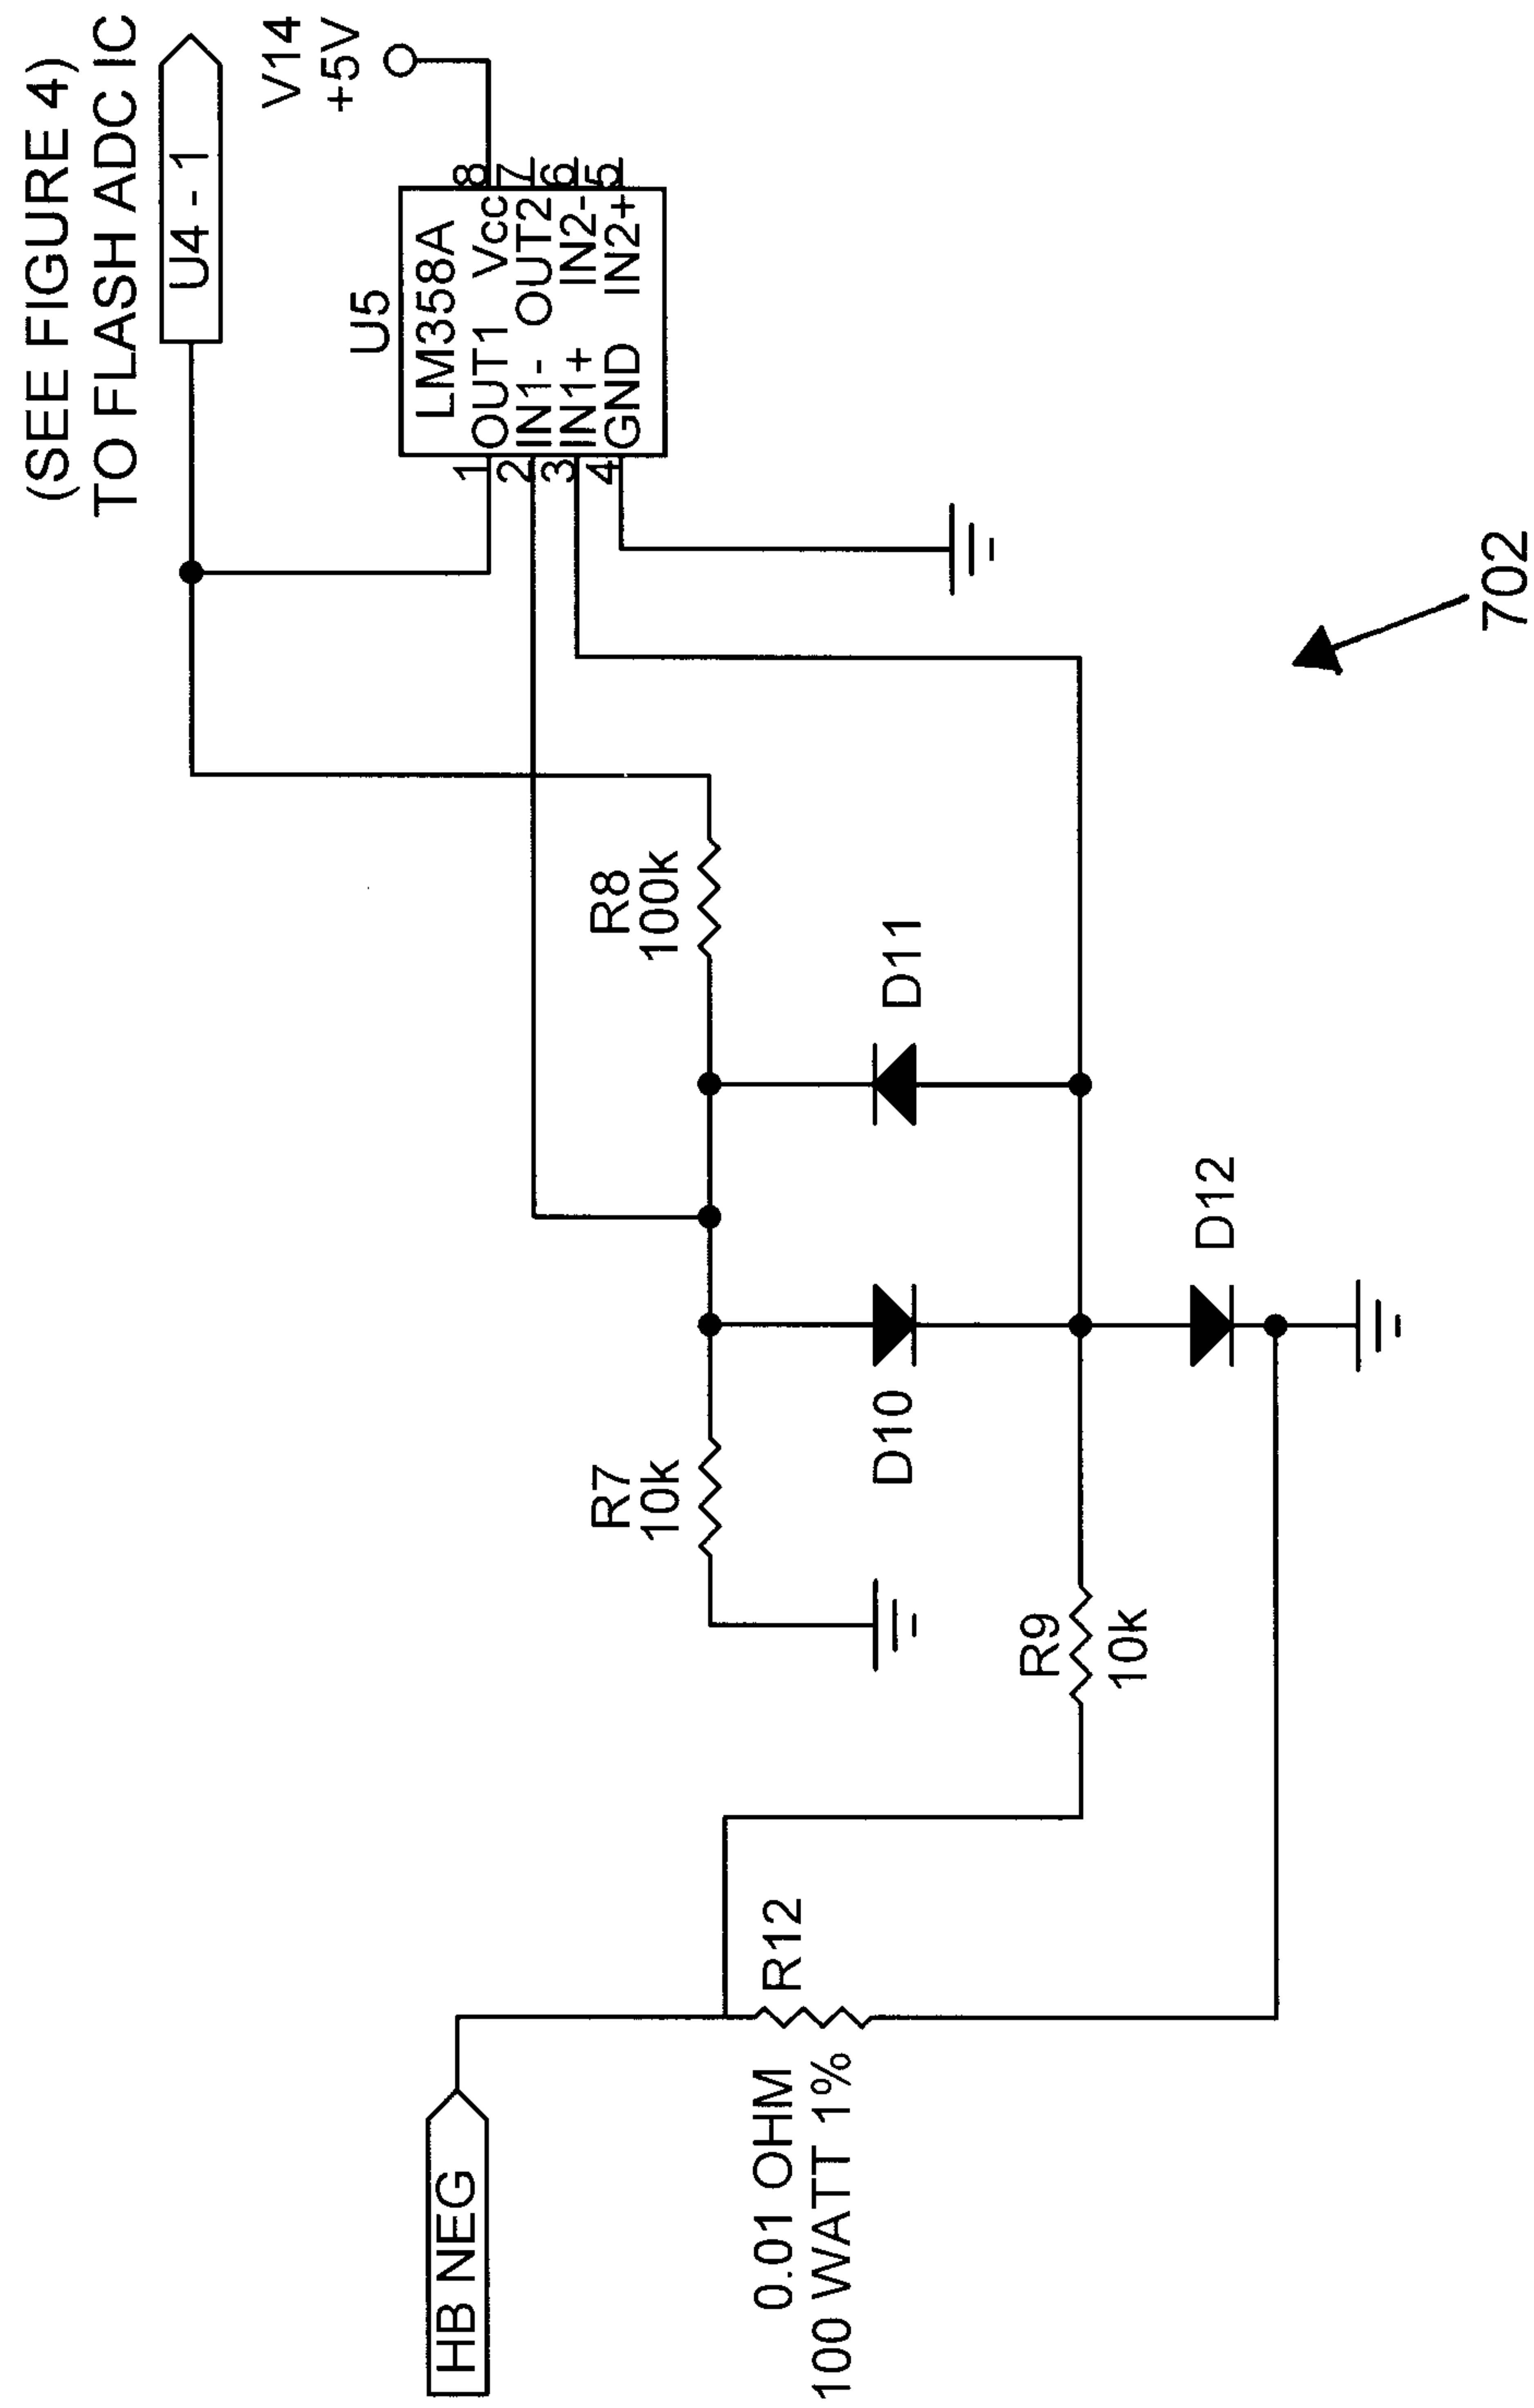 (SEE FIGURE 4)
TO FLASH ADC IC
U4 - 1
V14
+5V
U5
LM358A
1 OUT1 Vcc 8
2 IN1- OUT2 7
3 IN1+ IN2- 6
4 GND IN2+ 5
R8
100k
D11
R7
10k
D10
D12
R9
10k
HB NEG
R12
0.01 OHM
100 WATT 1%
702